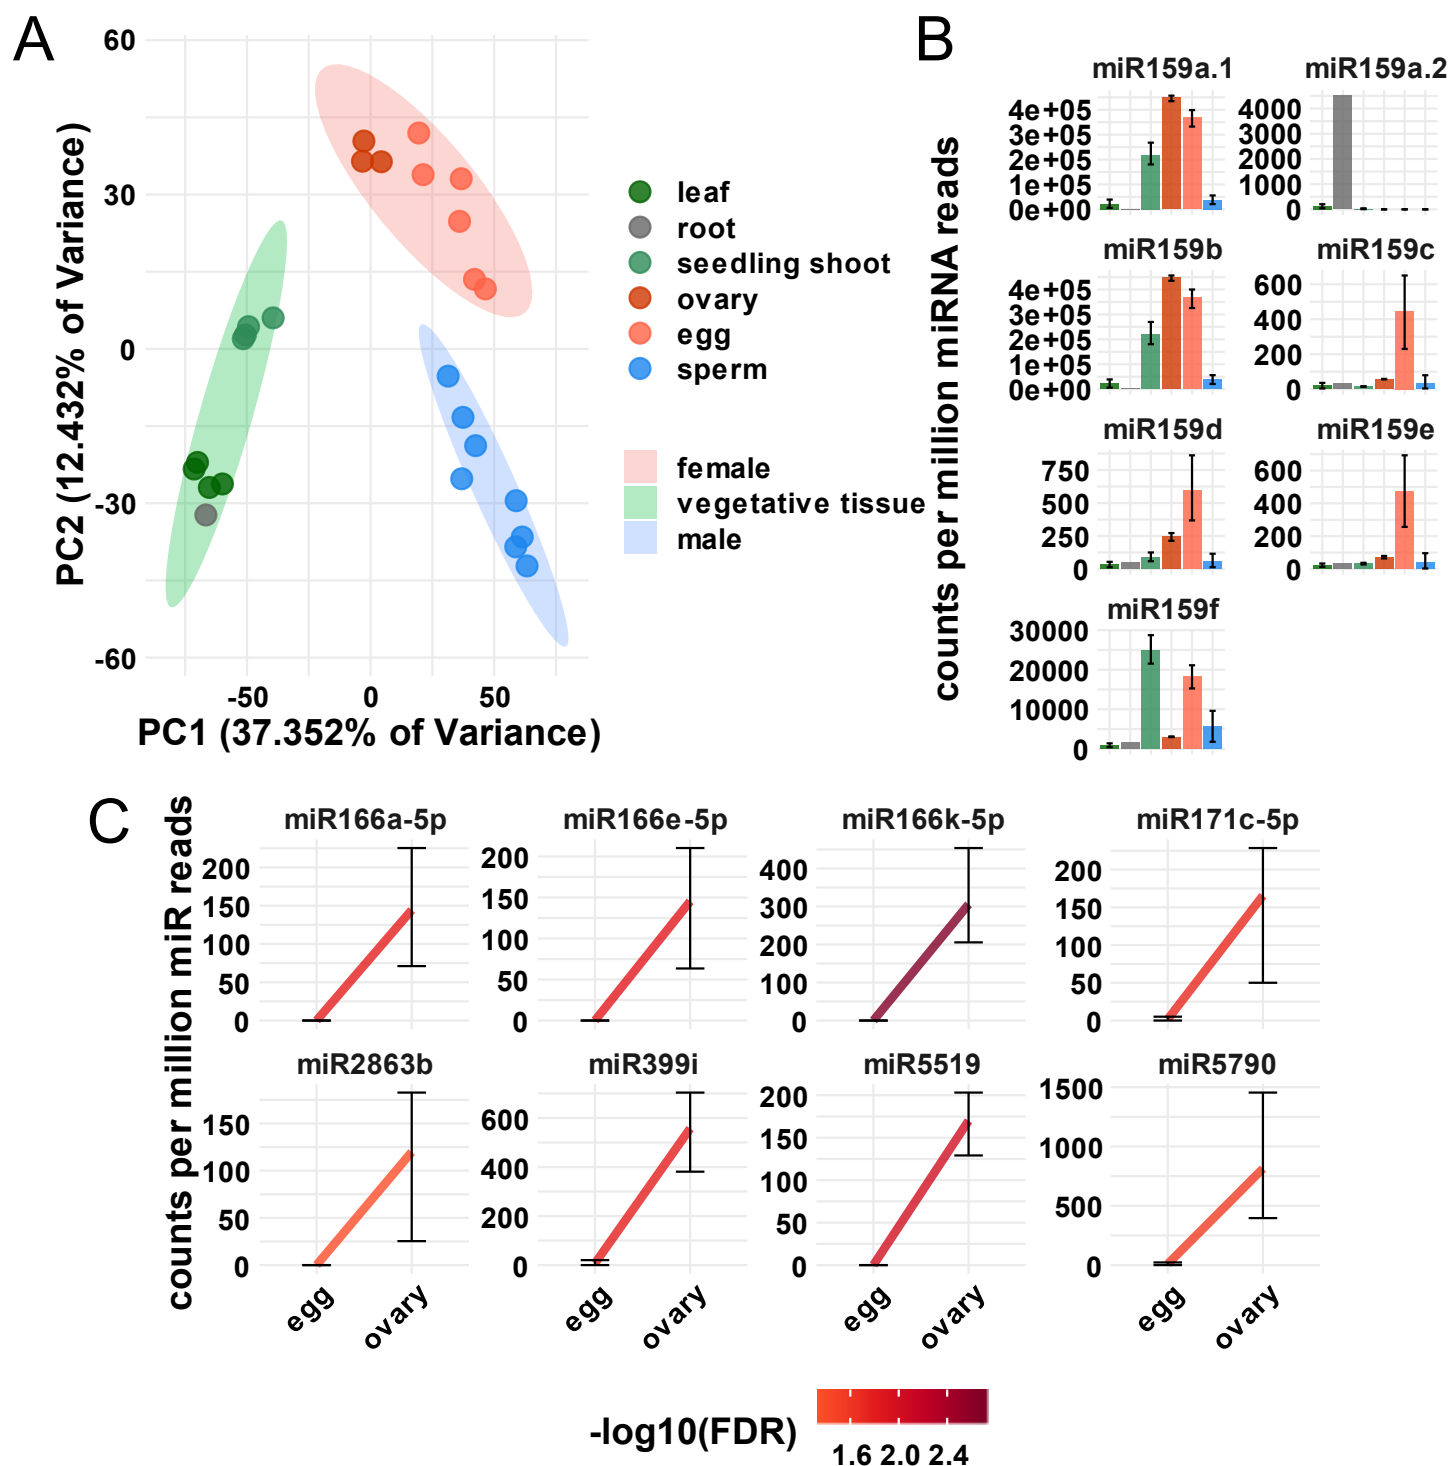 A
60
30
0
-30
-60
-50
0
50
PC2 (12.432% of Variance)
PC1 (37.352% of Variance)
leaf
root
seedling shoot
ovary
egg
sperm
female
vegetative tissue
male
B
counts per million miRNA reads
miR159a.1
4e+05
3e+05
2e+05
1e+05
0e+00
miR159a.2
4000
3000
2000
1000
0
miR159b
4e+05
3e+05
2e+05
1e+05
0e+00
miR159c
600
400
200
0
miR159d
750
500
250
0
miR159e
600
400
200
0
miR159f
30000
20000
10000
0
C
counts per million miR reads
miR166a-5p
200
150
100
50
0
miR166e-5p
200
150
100
50
0
miR166k-5p
400
300
200
100
0
miR171c-5p
200
150
100
50
0
miR2863b
150
100
50
0
miR399i
600
400
200
0
miR5519
200
150
100
50
0
miR5790
1500
1000
500
0
egg
ovary
egg
ovary
egg
ovary
egg
ovary
-log10(FDR)
1.6 2.0 2.4